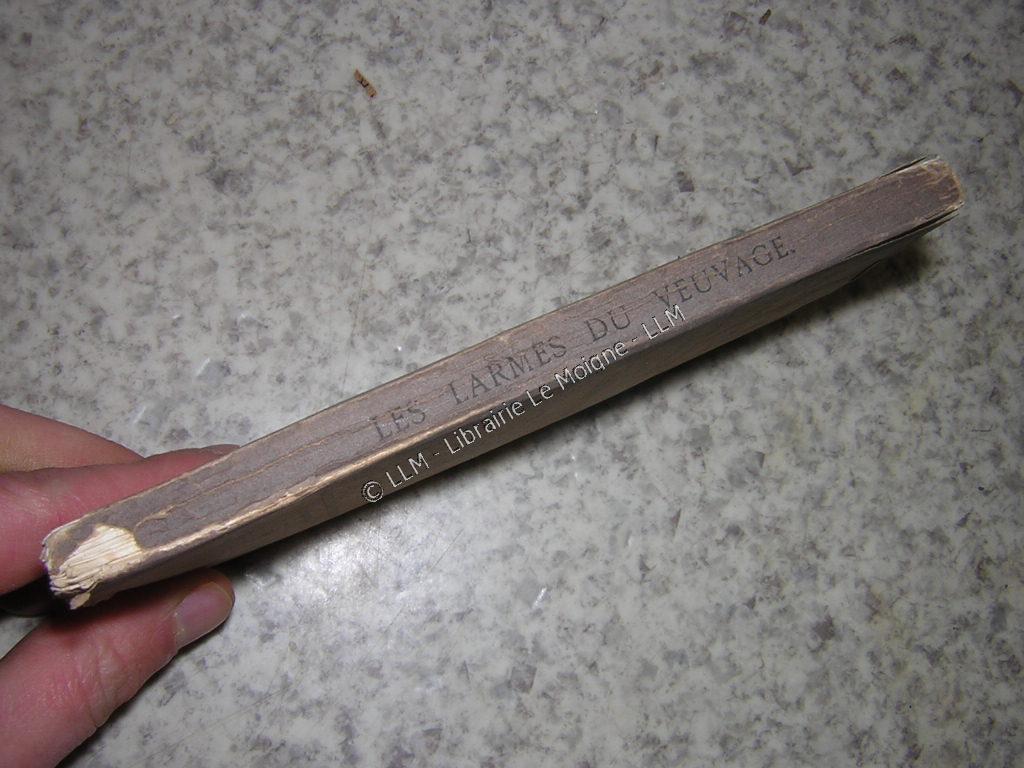 LES LARMES DU VEUVAGE.
© LLM - Librairie Le Moigne - LLM